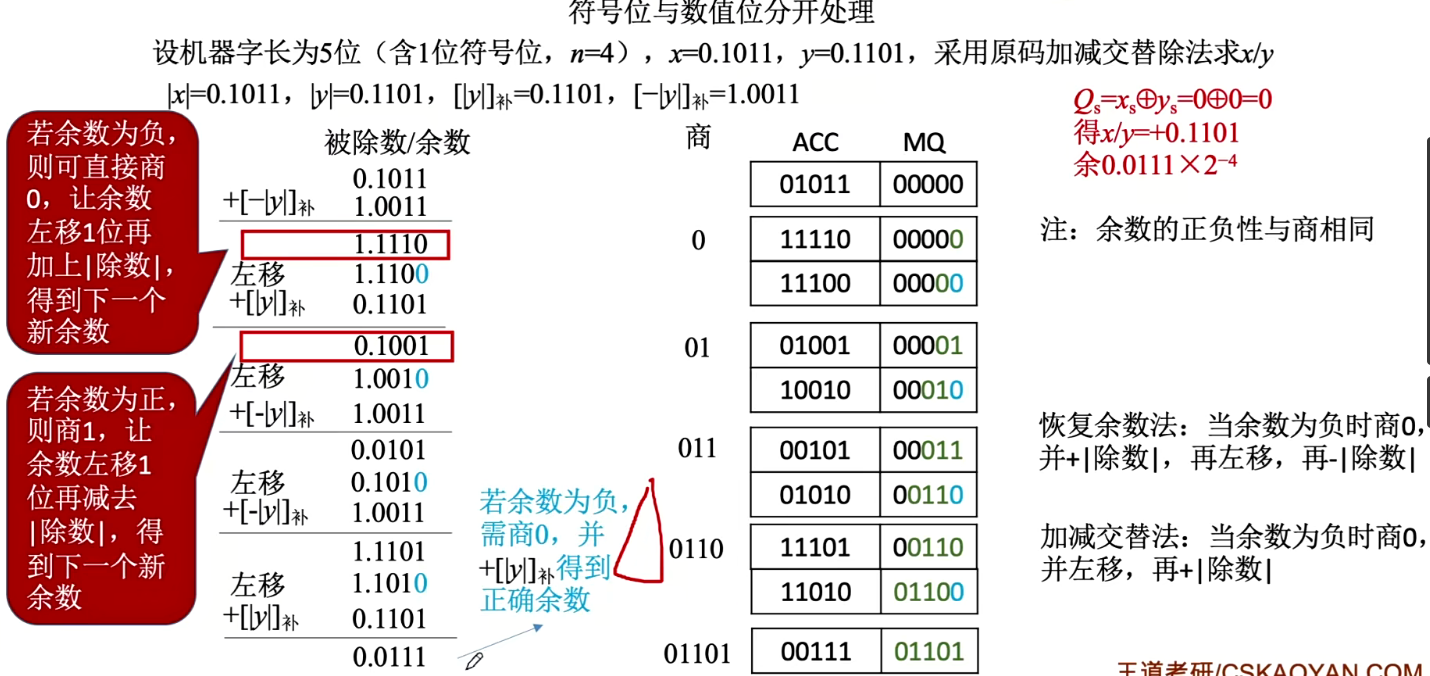 符号位与数值位分开处理
设机器字长为5位（含1位符号位，n=4），x=0.1011，y=0.1101，采用原码加减交替除法求x/y
|x|=0.1011，|y|=0.1101，[|y|]补=0.1101，[−|y|]补=1.0011
Qs=xs⊕ys=0⊕0=0
得x/y=+0.1101
余0.0111×2⁻⁴
若余数为负，
则可直接商
0，让余数
左移1位再
加上|除数|，
得到下一个
新余数
若余数为正，
则商1，让
余数左移1
位再减去
|除数|，得
到下一个新
余数
被除数/余数 商 ACC MQ
0.1011 01011 00000
+[−|y|]补 1.0011
1.1110 0 11110 00000
左移 1.1100 11100 00000
+[|y|]补 0.1101
0.1001 01 01001 00001
左移 1.0010 10010 00010
+[-|y|]补 1.0011
0.0101 011 00101 00011
左移 0.1010 01010 00110
+[-|y|]补 1.0011
1.1101 0110 11101 00110
左移 1.1010 11010 01100
+[|y|]补 0.1101
0.0111 01101 00111 01101
若余数为负，
需商0，并
+[|y|]补得到
正确余数
注：余数的正负性与商相同
恢复余数法：当余数为负时商0，
并+|除数|，再左移，再-|除数|
加减交替法：当余数为负时商0，
并左移，再+|除数|
王道考研/CSKAOYAN.COM